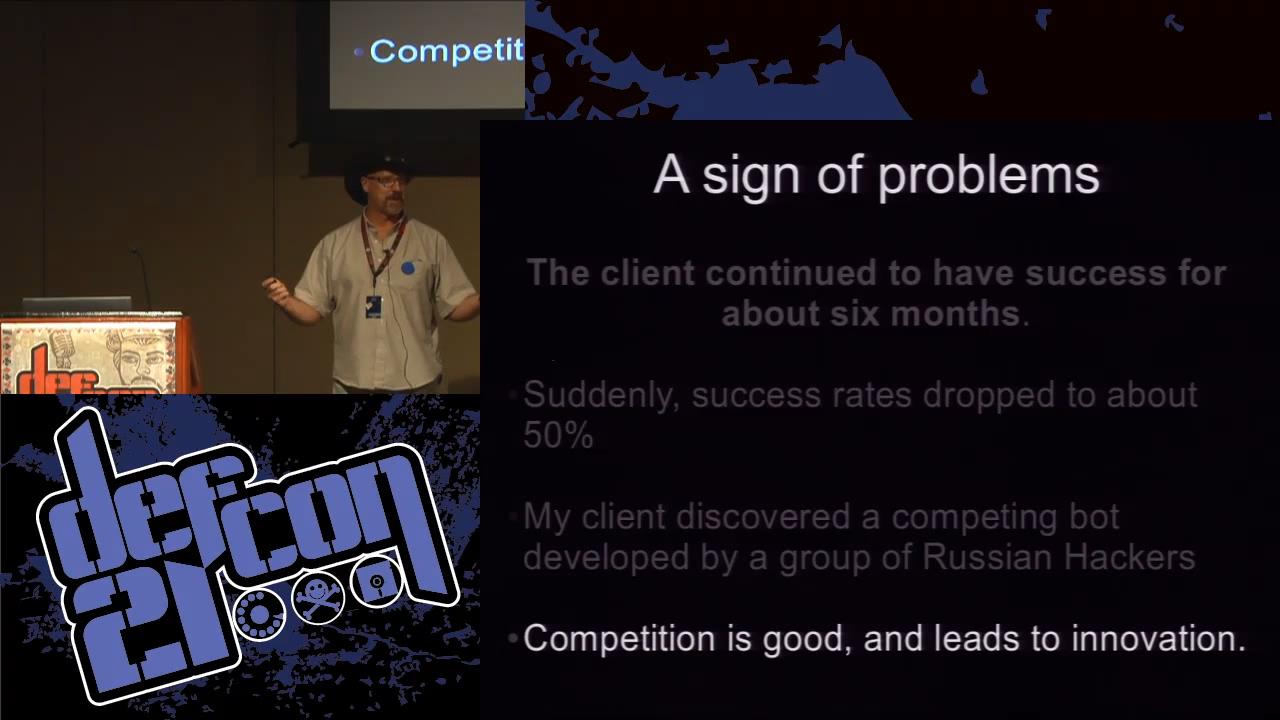 • Competit
A sign of problems
The client continued to have success for
about six months.
• Suddenly, success rates dropped to about
50%
• My client discovered a competing bot
developed by a group of Russian Hackers
• Competition is good, and leads to innovation.
defcon
defcon
21